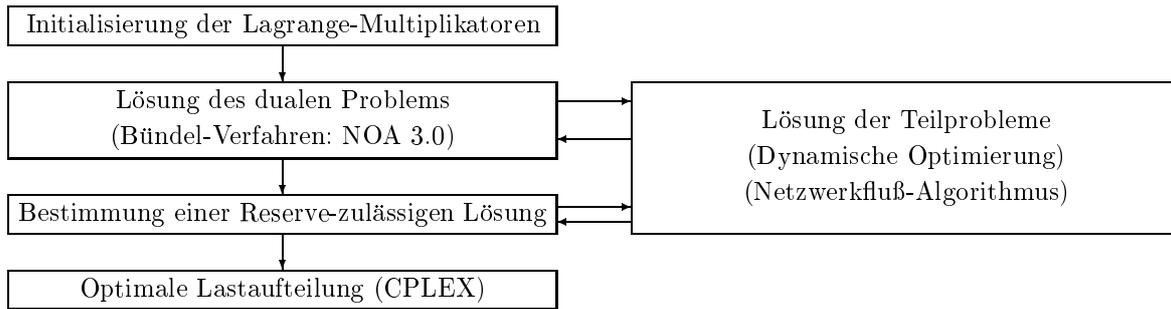 Initialisierung der Lagrange-Multiplikatoren
Lösung des dualen Problems
(Bündel-Verfahren: NOA 3.0)
Lösung der Teilprobleme
(Dynamische Optimierung)
(Netzwerkfluß-Algorithmus)
Bestimmung einer Reserve-zulässigen Lösung
Optimale Lastaufteilung (CPLEX)